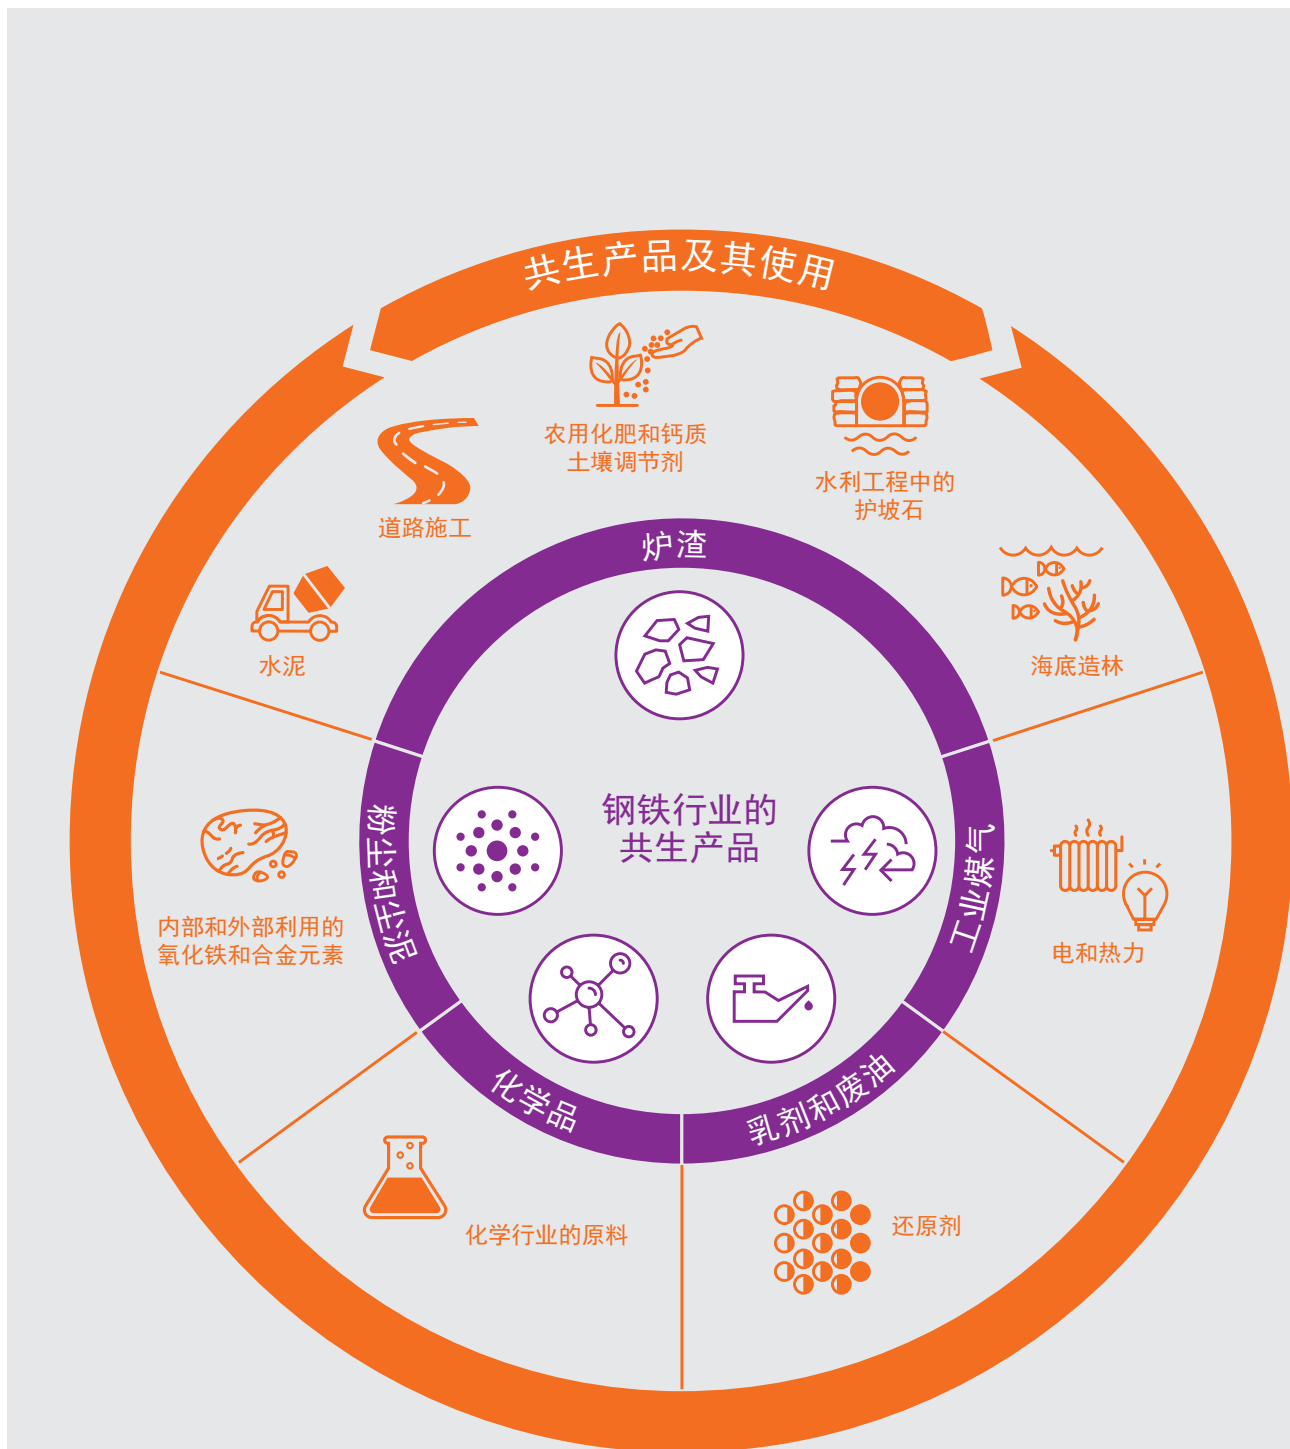 共生产品及其使用
农用化肥和钙质
土壤调节剂
水利工程中的
护坡石
道路施工
海底造林
水泥
炉渣
钢铁行业的
共生产品
粉尘和尘泥
工业煤气
内部和外部利用的
氧化铁和合金元素
电和热力
化学品
乳剂和废油
化学行业的原料
还原剂